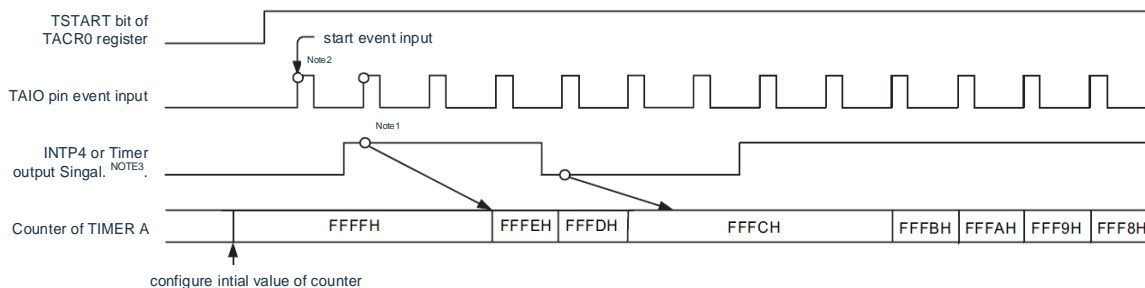 TSTART bit of
TACR0 register
start event input
Note2
TAIO pin event input
Note1
INTP4 or Timer
output Singal. NOTE3.
Counter of TIMER A
FFFFH FFFEH FFFDH FFFCH FFFBH FFFAH FFF9H FFF8H
configure intial value of counter